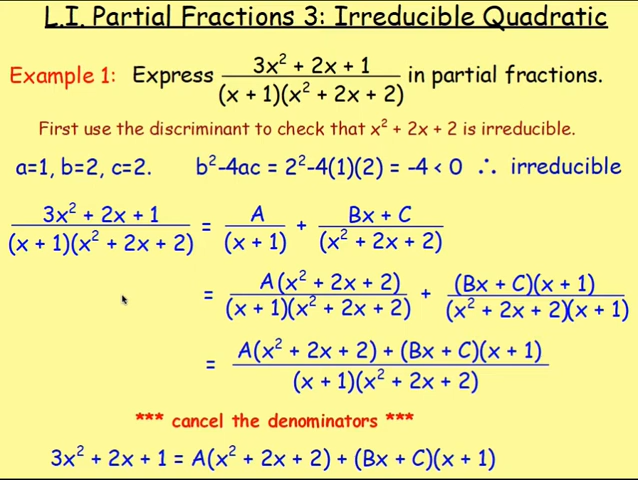 L.I. Partial Fractions 3: Irreducible Quadratic
Example 1: Express (3x² + 2x + 1)/((x + 1)(x² + 2x + 2)) in partial fractions.
First use the discriminant to check that x² + 2x + 2 is irreducible.
a=1, b=2, c=2. b²-4ac = 2²-4(1)(2) = -4 < 0 ∴ irreducible
(3x² + 2x + 1)/((x + 1)(x² + 2x + 2)) = A/(x + 1) + (Bx + C)/(x² + 2x + 2)
= A(x² + 2x + 2)/((x + 1)(x² + 2x + 2)) + (Bx + C)(x + 1)/((x² + 2x + 2)(x + 1))
= (A(x² + 2x + 2) + (Bx + C)(x + 1))/((x + 1)(x² + 2x + 2))
*** cancel the denominators ***
3x² + 2x + 1 = A(x² + 2x + 2) + (Bx + C)(x + 1)